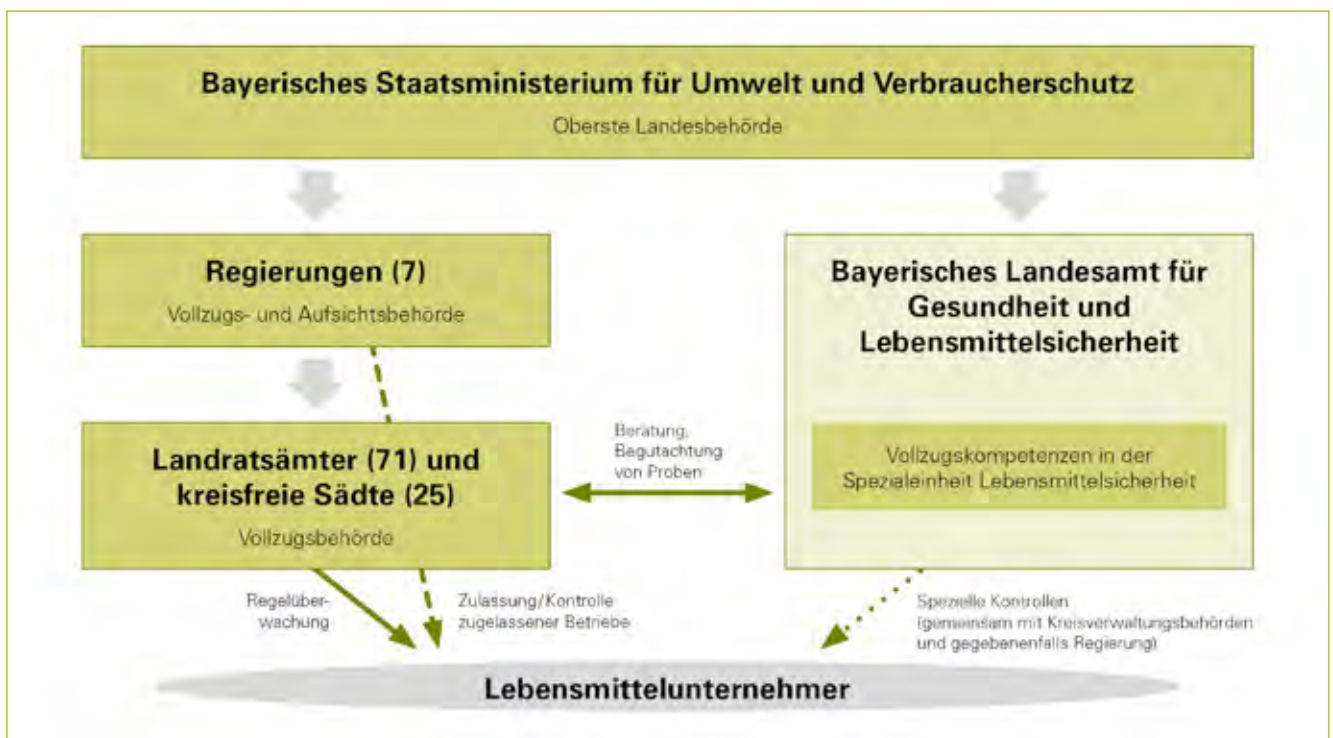 Bayerisches Staatsministerium für Umwelt und Verbraucherschutz
Oberste Landesbehörde
Regierungen (7)
Vollzugs- und Aufsichtsbehörde
Bayerisches Landesamt für
Gesundheit und
Lebensmittelsicherheit
Vollzugskompetenzen in der
Spezialeinheit Lebensmittelsicherheit
Landratsämter (71) und
kreisfreie Städte (25)
Vollzugsbehörde
Beratung,
Begutachtung
von Proben
Regelüber-
wachung
Zulassung/Kontrolle
zugelassener Betriebe
Spezielle Kontrollen
(gemeinsam mit Kreisverwaltungsbehörden
und gegebenenfalls Regierung)
Lebensmittelunternehmer